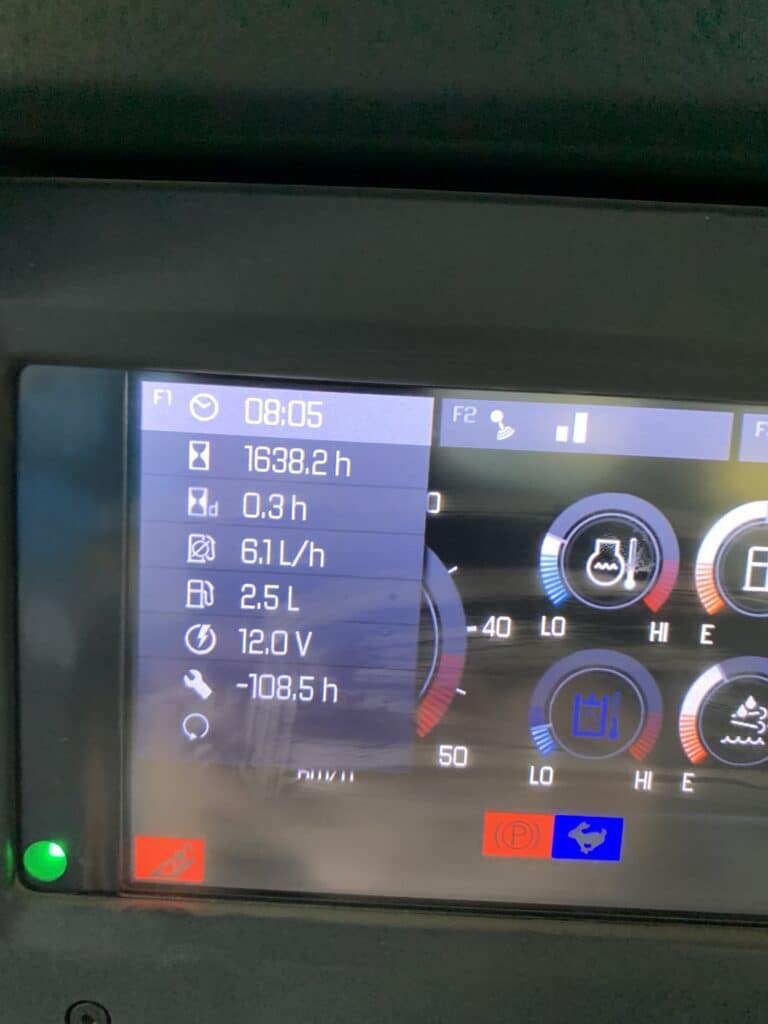 F1 08:05
F2
1638.2 h
0.3 h
d
6.1 L/h
2.5 L
12.0 V
-108.5 h
0
40
50
LO HI E
LO HI E
P